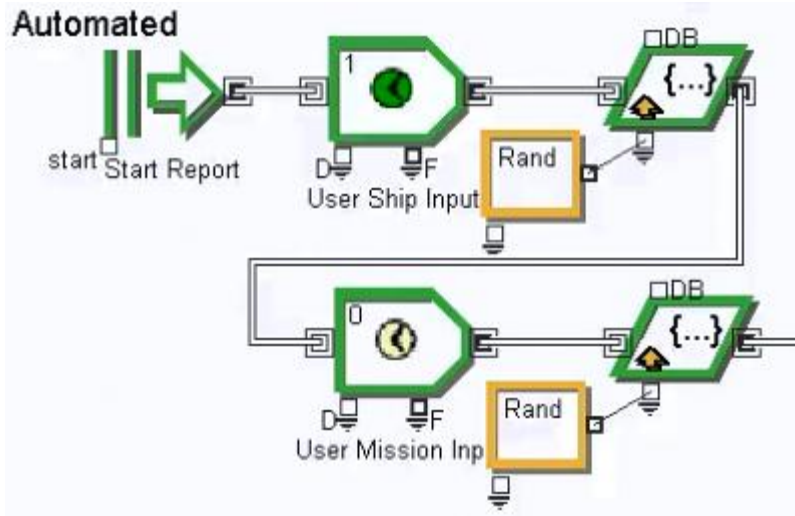 Automated
DB
1
{...}
start
Start Report
D
F
Rand
User Ship Input
DB
0
{...}
D
F
Rand
User Mission Inp